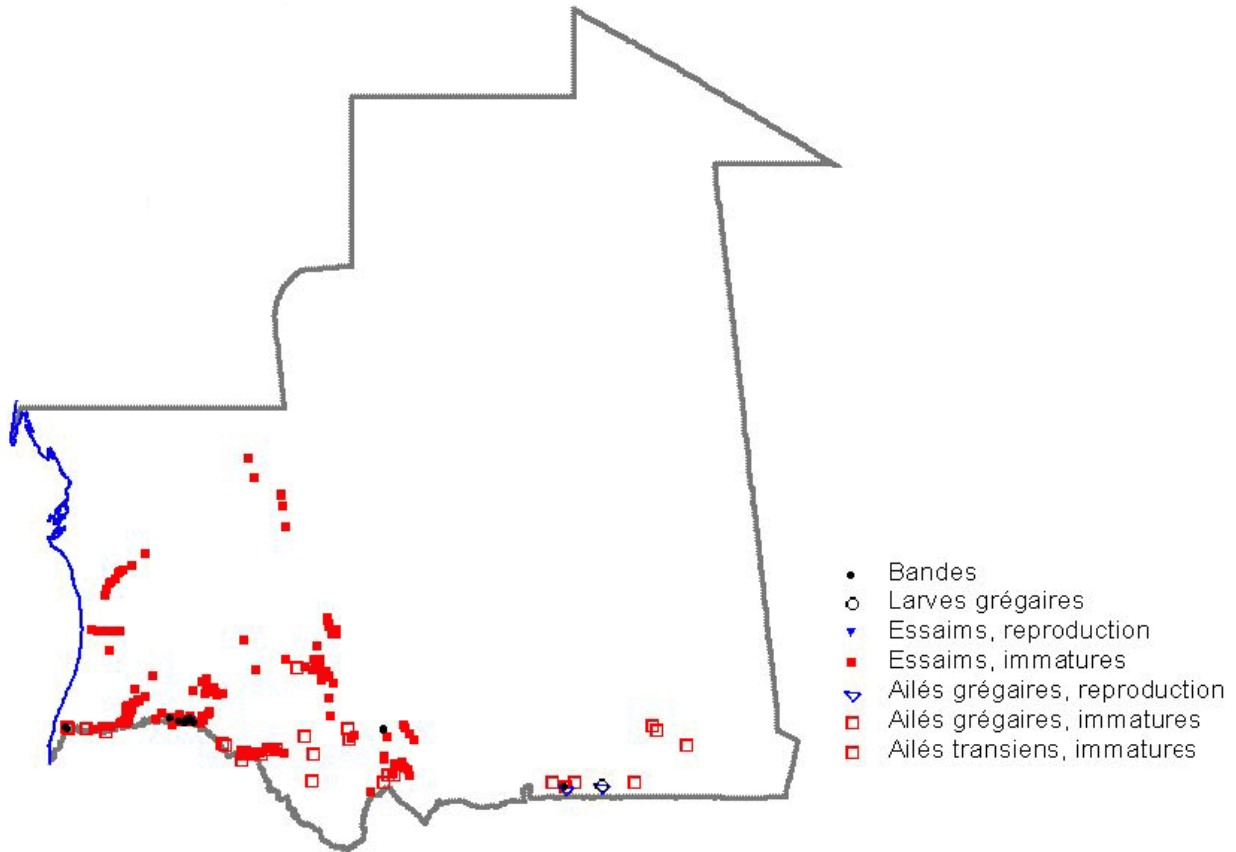 Bandes
Larves grégaires
Essaims, reproduction
Essaims, immatures
Ailés grégaires, reproduction
Ailés grégaires, immatures
Ailés transiens, immatures